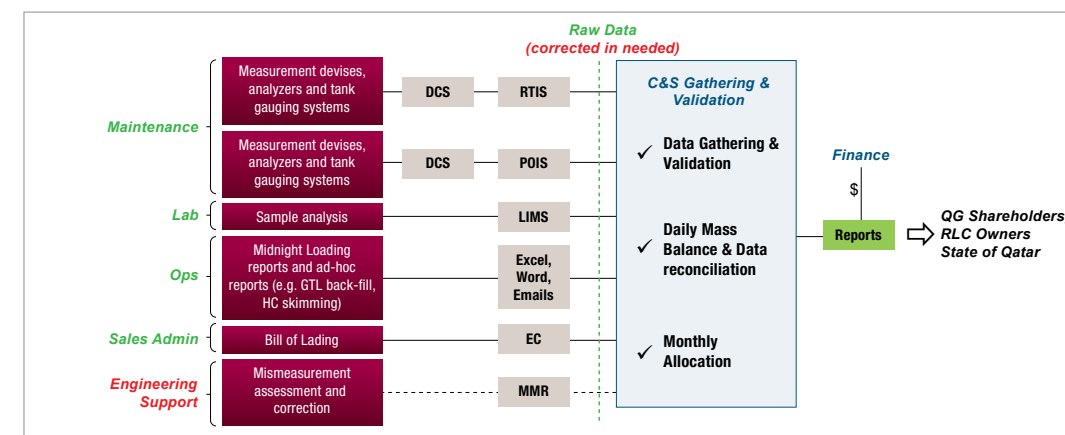 Raw Data
(corrected in needed)
Maintenance
Measurement devises,
analyzers and tank
gauging systems
DCS
RTIS
Measurement devises,
analyzers and tank
gauging systems
DCS
POIS
Lab
Sample analysis
LIMS
Ops
Midnight Loading
reports and ad-hoc
reports (e.g. GTL back-fill,
HC skimming)
Excel,
Word,
Emails
Sales Admin
Bill of Lading
EC
Engineering
Support
Mismeasurement
assessment and
correction
MMR
C&S Gathering &
Validation
✓ Data Gathering &
Validation
✓ Daily Mass
Balance & Data
reconciliation
✓ Monthly
Allocation
Finance
$
Reports
QG Shareholders
RLC Owners
State of Qatar